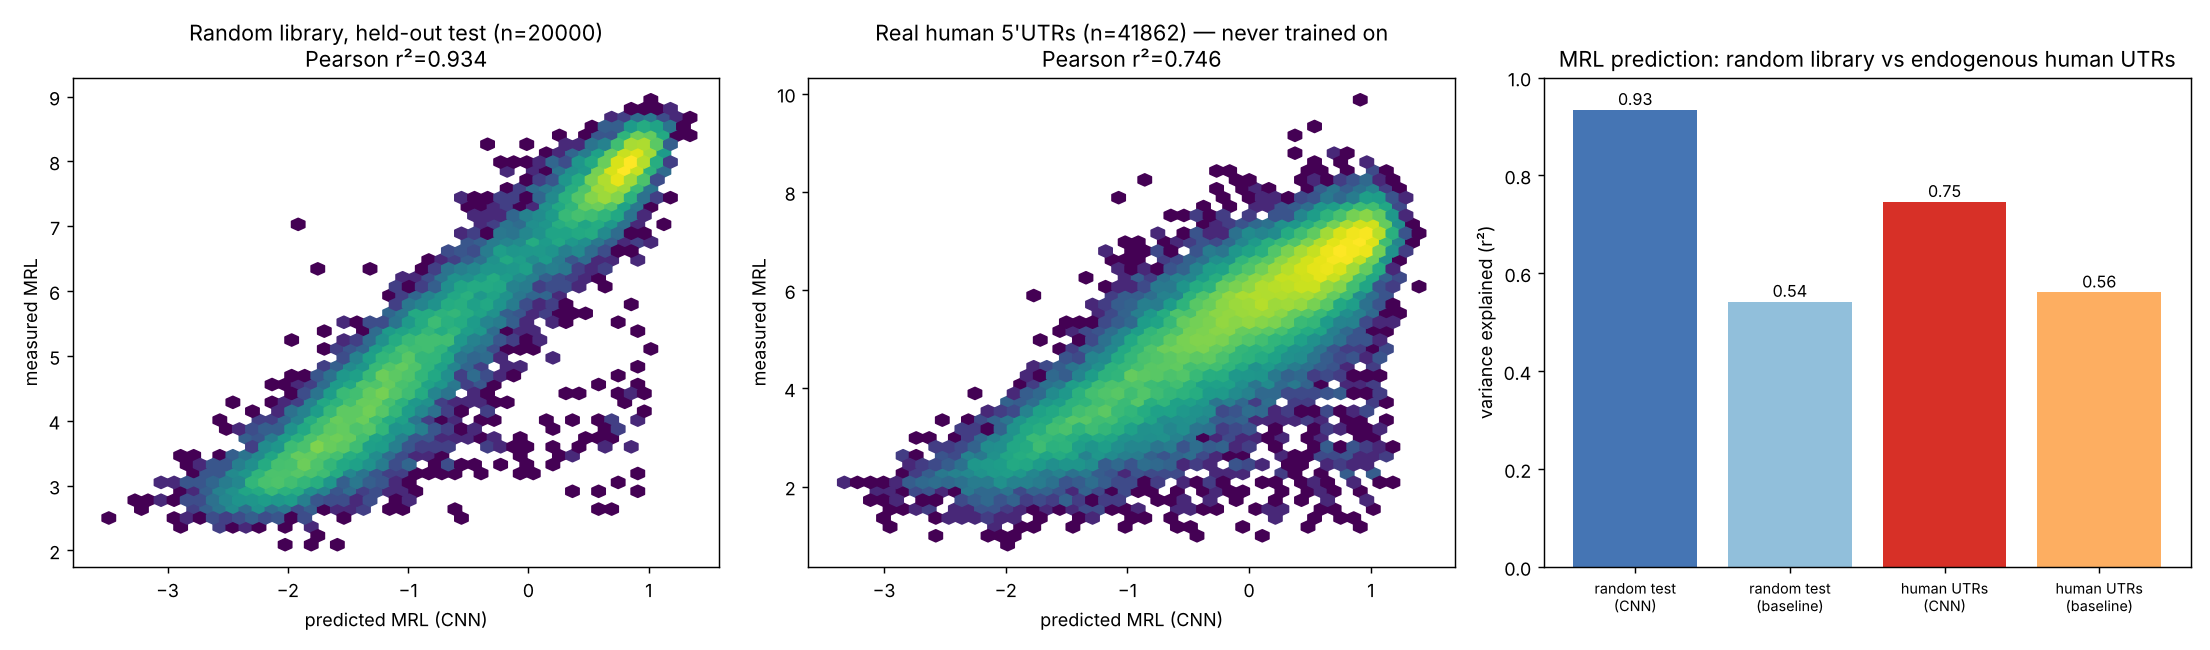 Random library, held-out test (n=20000)
Pearson r²=0.934
9
8
7
6
5
4
3
2
measured MRL
−3
−2
−1
0
1
predicted MRL (CNN)
Real human 5'UTRs (n=41862) — never trained on
Pearson r²=0.746
10
8
6
4
2
measured MRL
−3
−2
−1
0
1
predicted MRL (CNN)
MRL prediction: random library vs endogenous human UTRs
1.0
0.8
0.6
0.4
0.2
0.0
variance explained (r²)
0.93
0.54
0.75
0.56
random test
(CNN)
random test
(baseline)
human UTRs
(CNN)
human UTRs
(baseline)